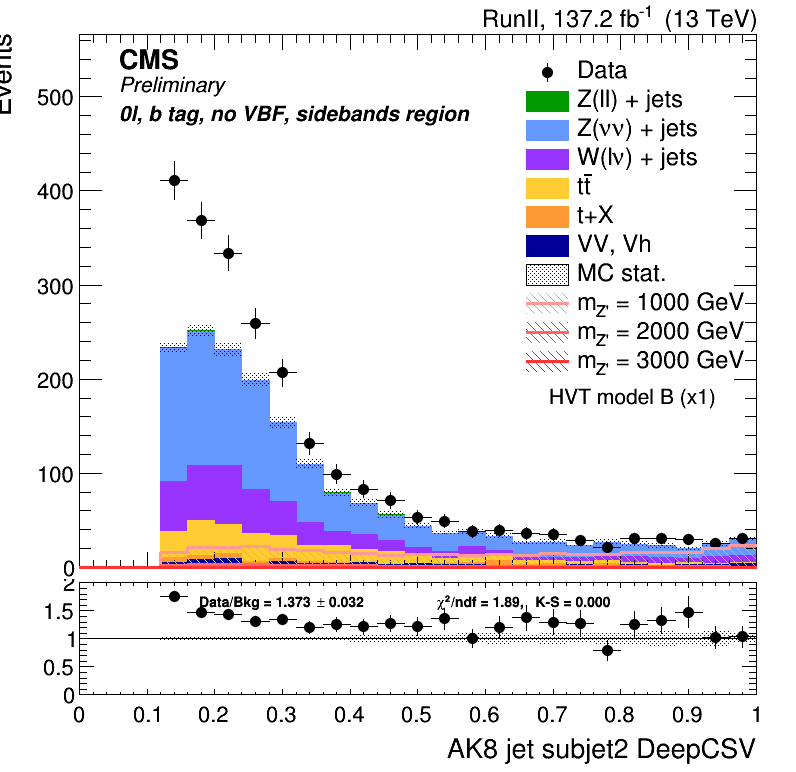 RunII, 137.2 fb⁻¹ (13 TeV)
Events
CMS
Preliminary
0l, b tag, no VBF, sidebands region
Data
Z(ll) + jets
Z(νν) + jets
W(lν) + jets
tt̄
t+X
VV, Vh
MC stat.
m_Z' = 1000 GeV
m_Z' = 2000 GeV
m_Z' = 3000 GeV
HVT model B (x1)
500
400
300
200
100
0
Data/Bkg = 1.373 ± 0.032
χ²/ndf = 1.89, K-S = 0.000
2
1.5
1
0.5
0
0 0.1 0.2 0.3 0.4 0.5 0.6 0.7 0.8 0.9 1
AK8 jet subjet2 DeepCSV